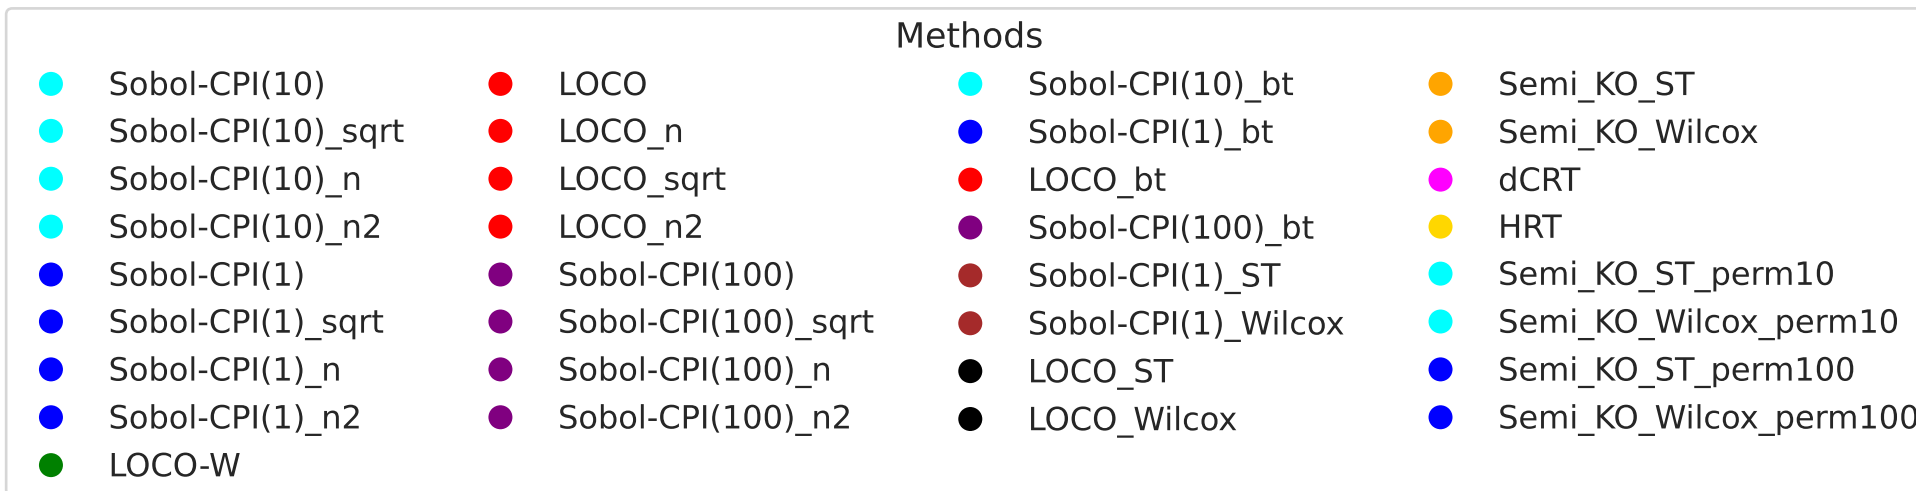 Methods
Sobol-CPI(10)
Sobol-CPI(10)_sqrt
Sobol-CPI(10)_n
Sobol-CPI(10)_n2
Sobol-CPI(1)
Sobol-CPI(1)_sqrt
Sobol-CPI(1)_n
Sobol-CPI(1)_n2
LOCO-W
LOCO
LOCO_n
LOCO_sqrt
LOCO_n2
Sobol-CPI(100)
Sobol-CPI(100)_sqrt
Sobol-CPI(100)_n
Sobol-CPI(100)_n2
Sobol-CPI(10)_bt
Sobol-CPI(1)_bt
LOCO_bt
Sobol-CPI(100)_bt
Sobol-CPI(1)_ST
Sobol-CPI(1)_Wilcox
LOCO_ST
LOCO_Wilcox
Semi_KO_ST
Semi_KO_Wilcox
dCRT
HRT
Semi_KO_ST_perm10
Semi_KO_Wilcox_perm10
Semi_KO_ST_perm100
Semi_KO_Wilcox_perm100